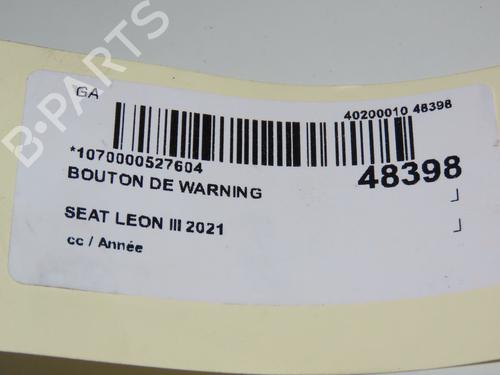 GA
40200010 48398
*1070000527604
BOUTON DE WARNING
48398
SEAT LEON III 2021
cc / Année
B-PARTS